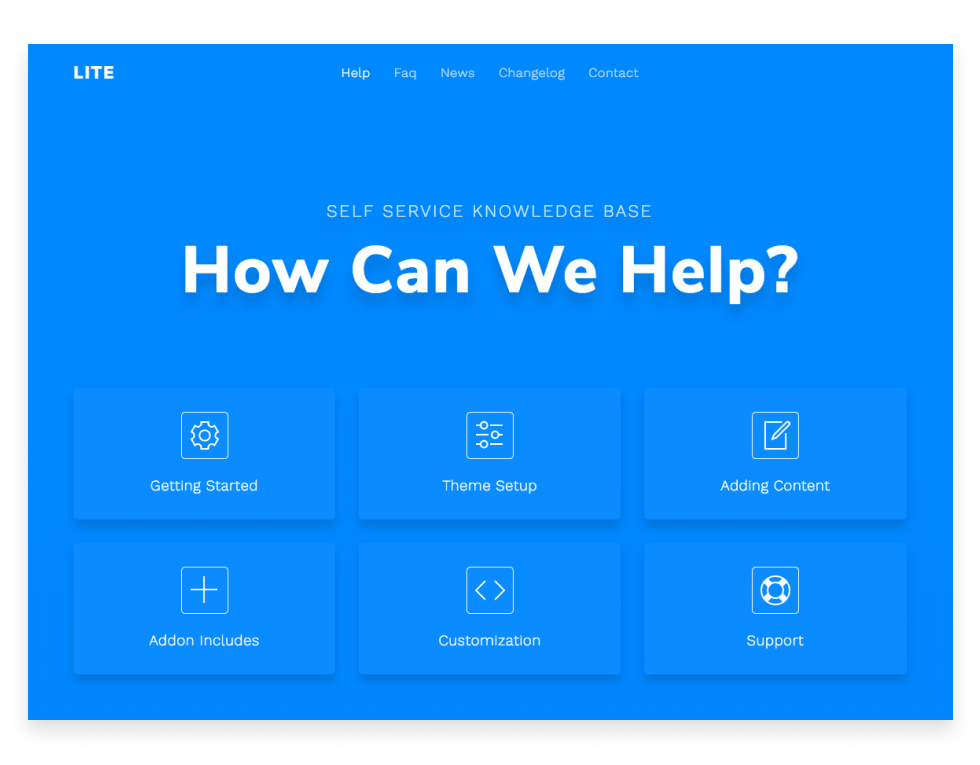 LITE
Help Faq News Changelog Contact
SELF SERVICE KNOWLEDGE BASE
How Can We Help?
Getting Started
Theme Setup
Adding Content
Addon Includes
Customization
Support